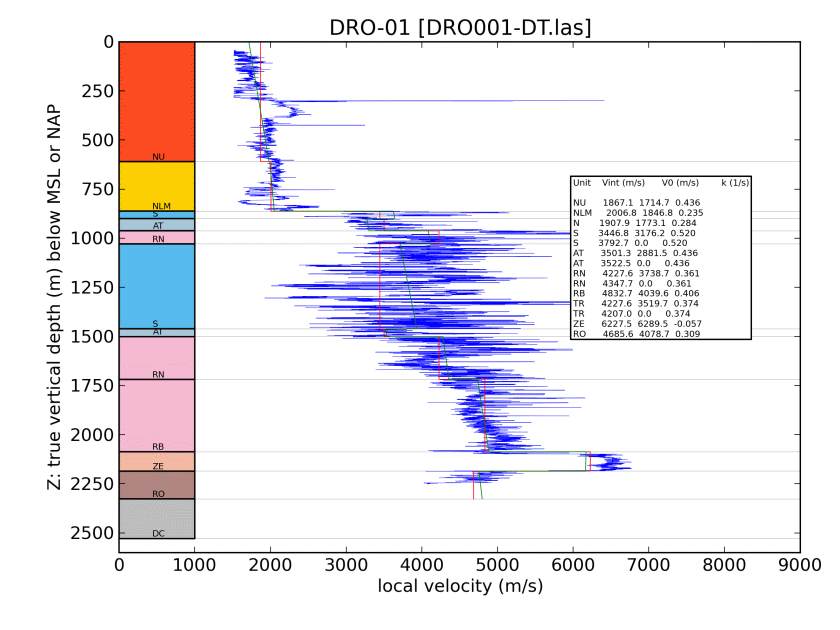 DRO-01 [DRO001-DT.las]
Z: true vertical depth (m) below MSL or NAP
0
250
500
750
1000
1250
1500
1750
2000
2250
2500
NU
NLM
S
AT
RN
S
AT
RN
RB
ZE
RO
DC
Unit Vint (m/s) V0 (m/s) k (1/s)
NU 1867.1 1714.7 0.436
NLM 2006.8 1846.8 0.235
N 1907.9 1773.1 0.284
S 3446.8 3176.2 0.520
S 3792.7 0.0 0.520
AT 3501.3 2881.5 0.436
AT 3522.5 0.0 0.436
RN 4227.6 3738.7 0.361
RN 4347.7 0.0 0.361
RB 4832.7 4039.6 0.406
TR 4227.6 3519.7 0.374
TR 4207.0 0.0 0.374
ZE 6227.5 6289.5 -0.057
RO 4685.6 4078.7 0.309
0 1000 2000 3000 4000 5000 6000 7000 8000 9000
local velocity (m/s)